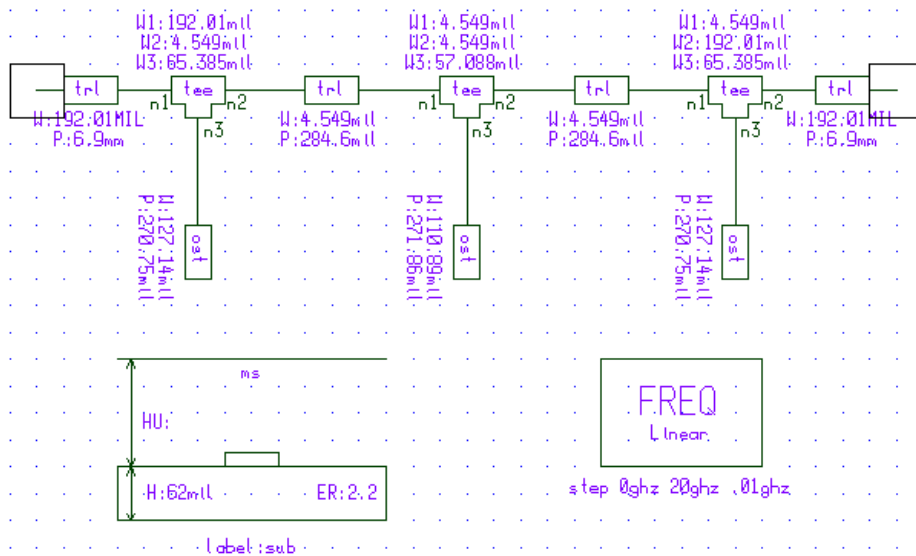 W1:192.01mil
W2:4.549mil
W3:65.385mil
W1:4.549mil
W2:4.549mil
W3:57.088mil
W1:4.549mil
W2:192.01mil
W3:65.385mil
trl
tee
trl
tee
trl
tee
trl
n1
n2
n1
n2
n1
n2
W:192.01MIL
P:6.9mm
n3
W:4.549mil
P:284.6mil
n3
W:4.549mil
P:284.6mil
n3
W:192.01MIL
P:6.9mm
W:127.14mil
P:270.75mil
ost
W:110.89mil
P:271.86mil
ost
W:127.14mil
P:270.75mil
ost
ms
HU:
H:62mil
ER:2.2
label:sub
FREQ
Linear
step 0ghz 20ghz .01ghz